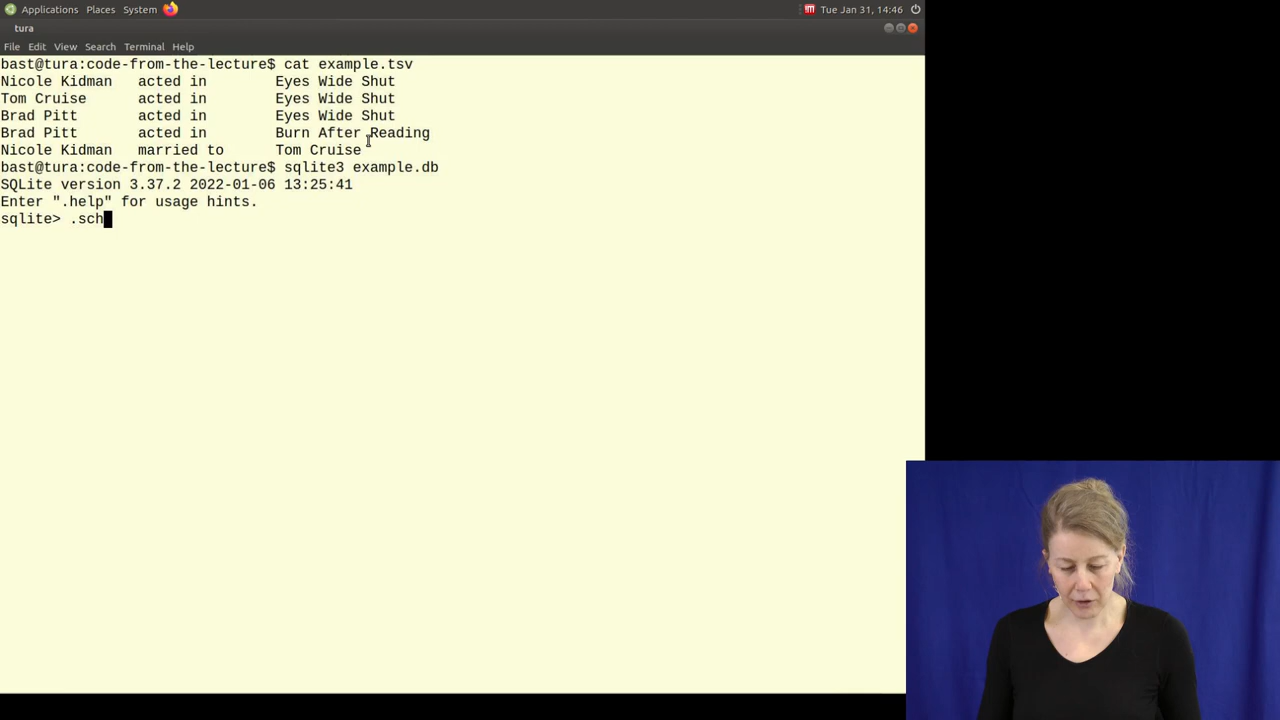 Applications Places System Tue Jan 31, 14:46
tura
File Edit View Search Terminal Help
bast@tura:code-from-the-lecture$ cat example.tsv
Nicole Kidman acted in Eyes Wide Shut
Tom Cruise acted in Eyes Wide Shut
Brad Pitt acted in Eyes Wide Shut
Brad Pitt acted in Burn After Reading
Nicole Kidman married to Tom Cruise
bast@tura:code-from-the-lecture$ sqlite3 example.db
SQLite version 3.37.2 2022-01-06 13:25:41
Enter ".help" for usage hints.
sqlite> .sch